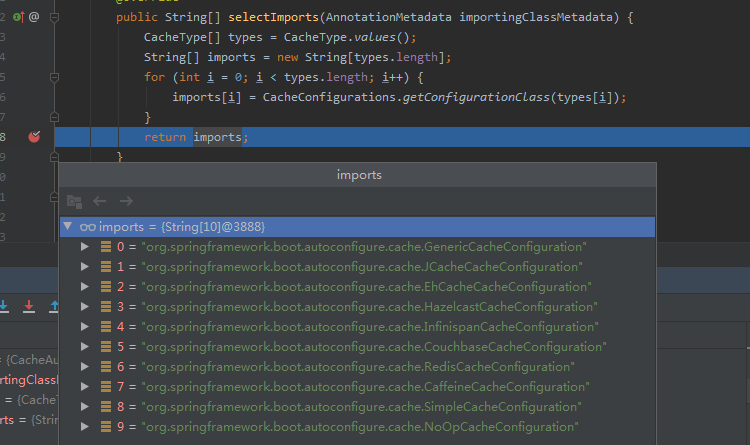 @Override
2 @ public String[] selectImports(AnnotationMetadata importingClassMetadata) {
3 CacheType[] types = CacheType.values();
4 String[] imports = new String[types.length];
5 for (int i = 0; i < types.length; i++) {
6 imports[i] = CacheConfigurations.getConfigurationClass(types[i]);
7 }
8 return imports;
9 }
0 imports
1
2 imports = {String[10]@3888}
3 0 = "org.springframework.boot.autoconfigure.cache.GenericCacheConfiguration"
1 = "org.springframework.boot.autoconfigure.cache.JCacheCacheConfiguration"
2 = "org.springframework.boot.autoconfigure.cache.EhCacheCacheConfiguration"
3 = "org.springframework.boot.autoconfigure.cache.HazelcastCacheConfiguration"
4 = "org.springframework.boot.autoconfigure.cache.InfinispanCacheConfiguration"
5 = "org.springframework.boot.autoconfigure.cache.CouchbaseCacheConfiguration"
= {CacheAu 6 = "org.springframework.boot.autoconfigure.cache.RedisCacheConfiguration"
rtingClassM 7 = "org.springframework.boot.autoconfigure.cache.CaffeineCacheConfiguration"
= {CacheT 8 = "org.springframework.boot.autoconfigure.cache.SimpleCacheConfiguration"
rts = {Strin 9 = "org.springframework.boot.autoconfigure.cache.NoOpCacheConfiguration"